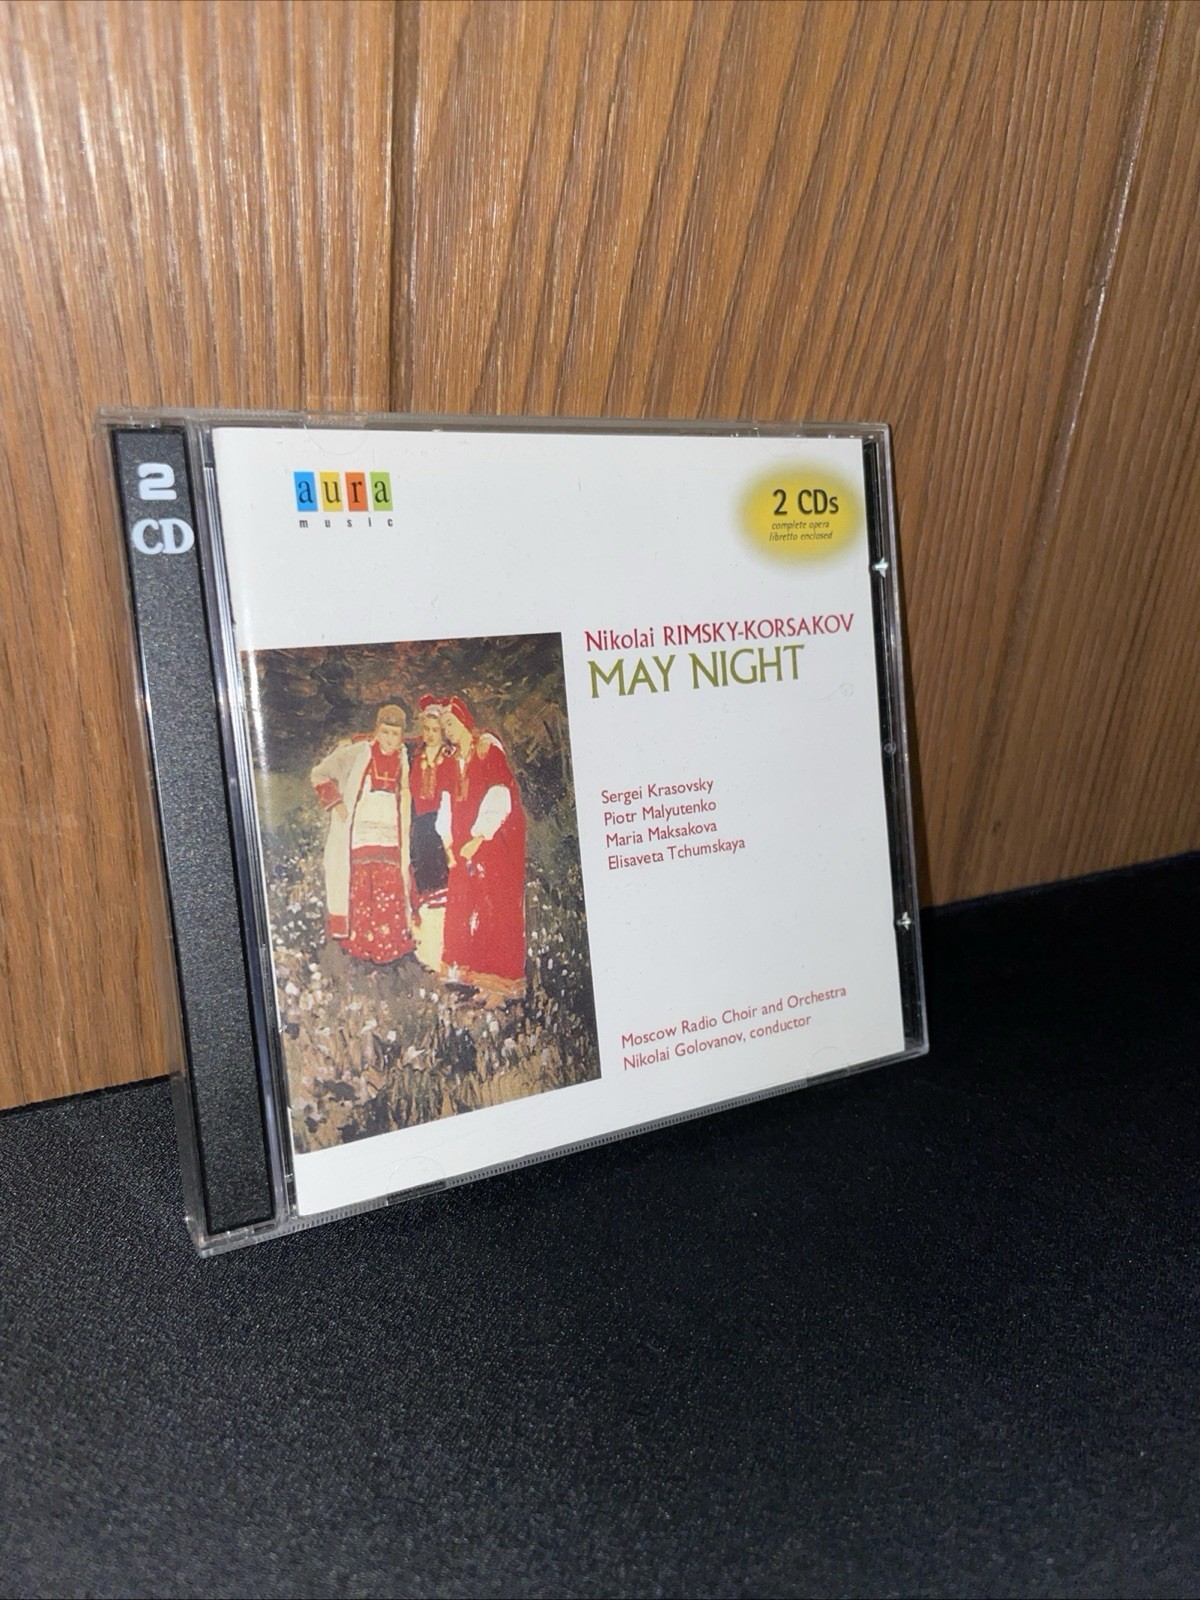 2
CD
aura
music
2 CDs
complete opera
libretto enclosed
Nikolai RIMSKY-KORSAKOV
MAY NIGHT
Sergei Krasovsky
Piotr Malyutenko
Maria Maksakova
Elisaveta Tchumskaya
Moscow Radio Choir and Orchestra
Nikolai Golovanov, conductor